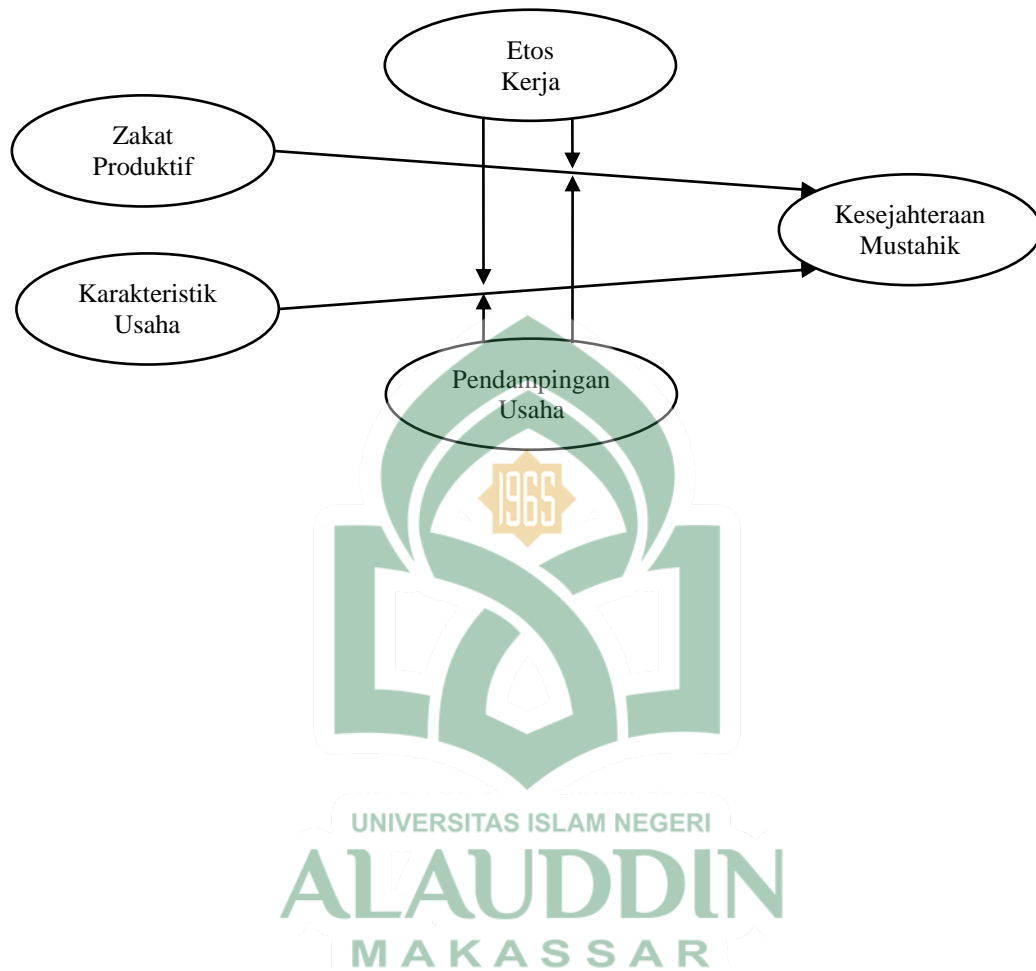 Etos
Kerja
Zakat
Produktif
Kesejahteraan
Mustahik
Karakteristik
Usaha
Pendampingan
Usaha
1965
UNIVERSITAS ISLAM NEGERI
ALAUDDIN
MAKASSAR